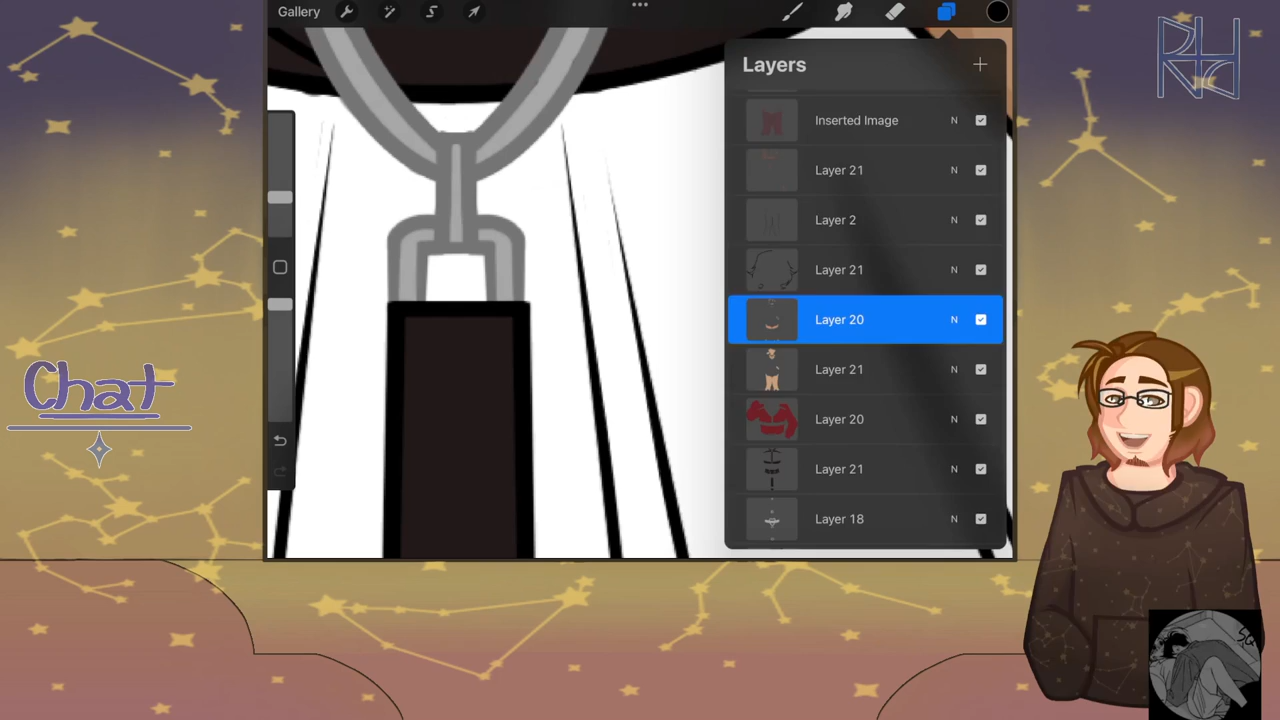 Gallery
Layers
Inserted Image N
Layer 21 N
Layer 2 N
Layer 21 N
Layer 20 N
Layer 21 N
Layer 20 N
Layer 21 N
Layer 18 N
Chat